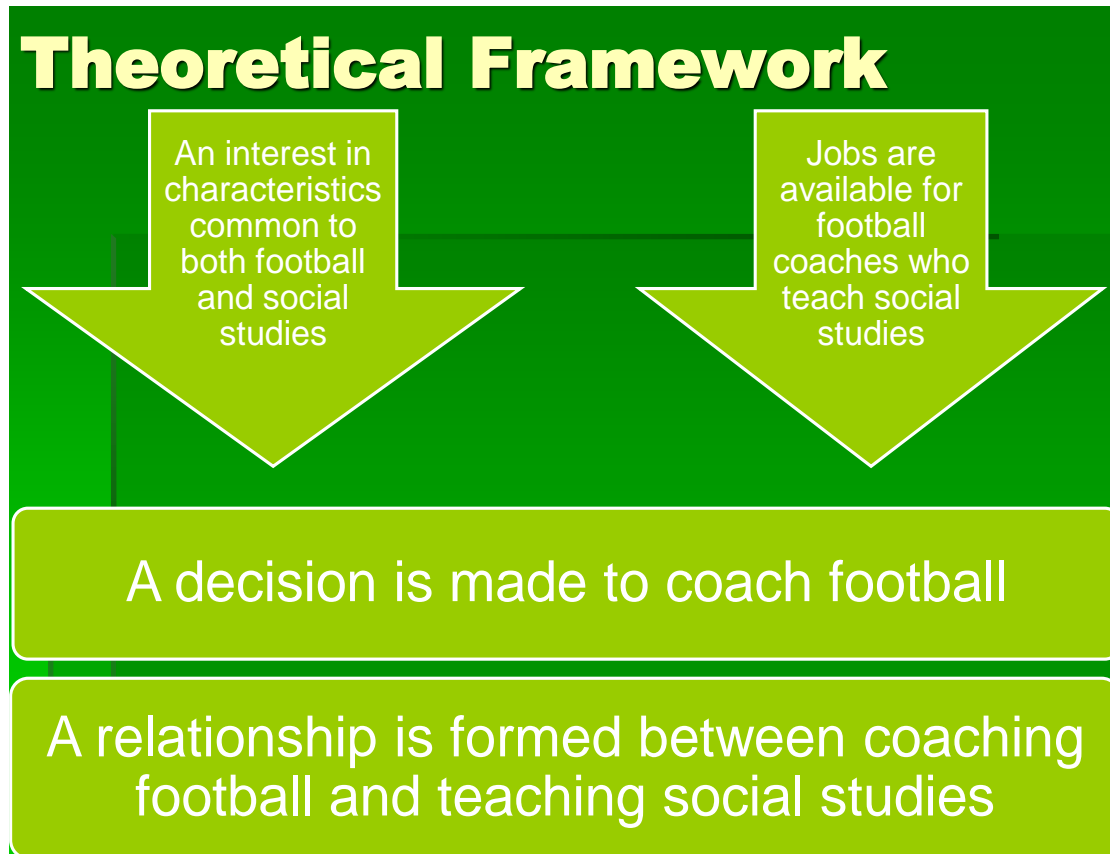 Theoretical Framework
An interest in
characteristics
common to
both football
and social
studies
Jobs are
available for
football
coaches who
teach social
studies
A decision is made to coach football
A relationship is formed between coaching
football and teaching social studies